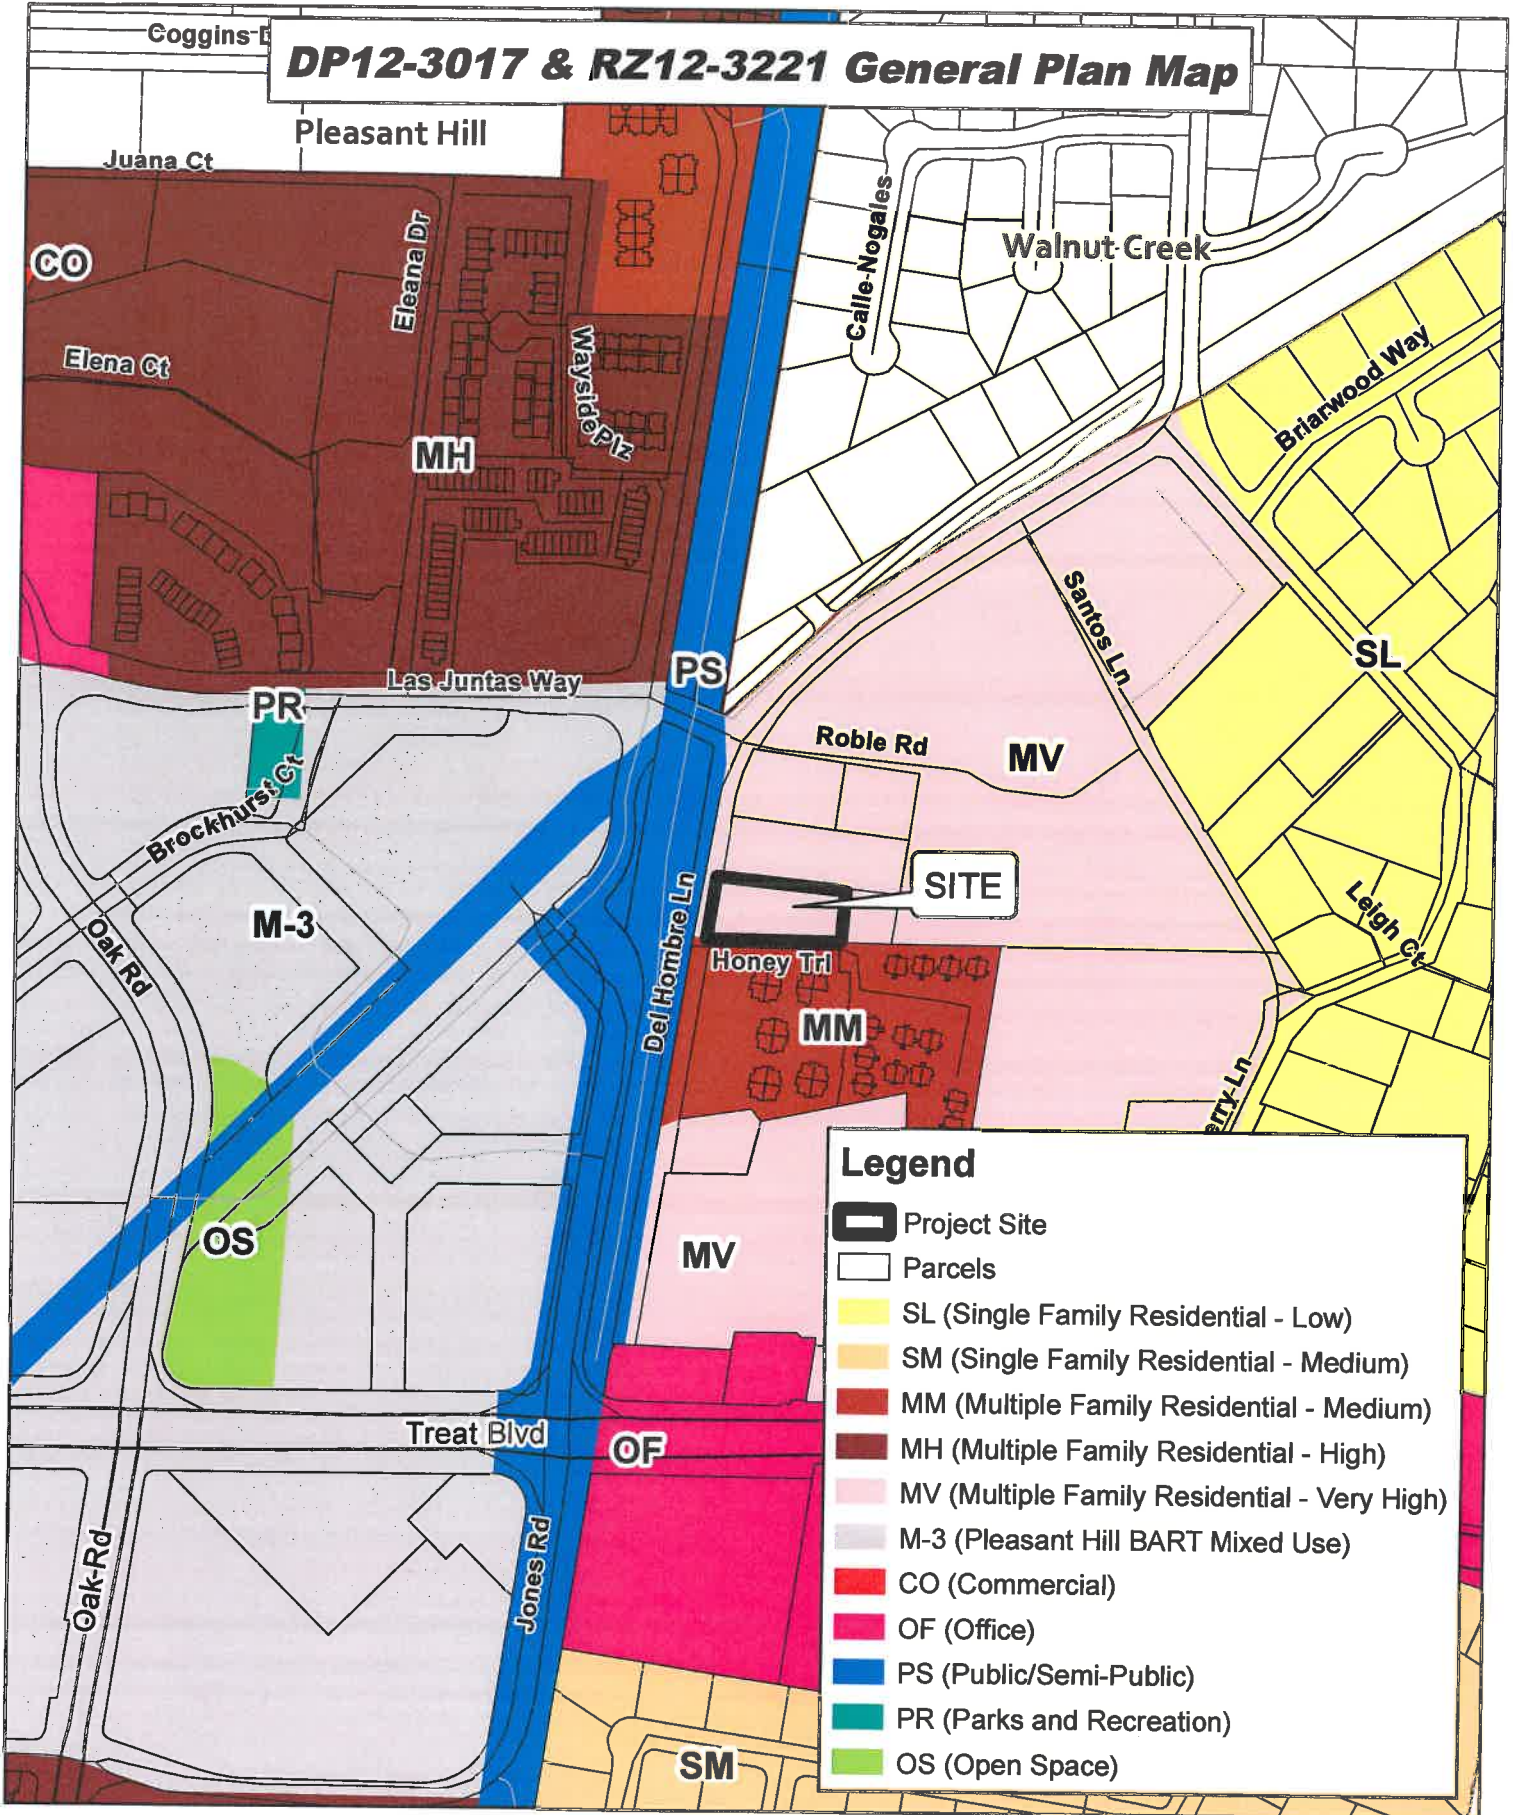 Coggins D
DP12-3017 & RZ12-3221 General Plan Map
Pleasant Hill
Juana Ct
Eleana Dr
CO
Calle Nogales
Walnut Creek
Elena Ct
Wayside Plz
Briarwood Way
MH
Santos Ln
SL
PS
Las Juntas Way
PR
Roble Rd
MV
Brockhurst Ct
SITE
M-3
Oak Rd
Del Hombre Ln
Leigh Ct
Honey Trl
MM
erry Ln
OS
MV
Treat Blvd
OF
Oak Rd
Jones Rd
SM
Legend
Project Site
Parcels
SL (Single Family Residential - Low)
SM (Single Family Residential - Medium)
MM (Multiple Family Residential - Medium)
MH (Multiple Family Residential - High)
MV (Multiple Family Residential - Very High)
M-3 (Pleasant Hill BART Mixed Use)
CO (Commercial)
OF (Office)
PS (Public/Semi-Public)
PR (Parks and Recreation)
OS (Open Space)